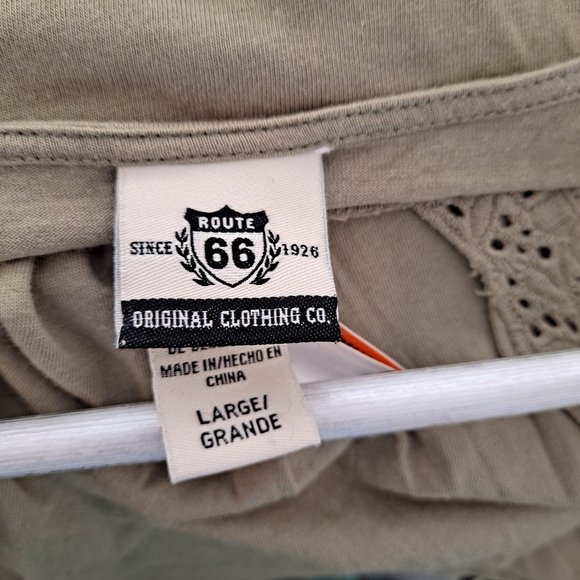 ROUTE
SINCE 66 1926
ORIGINAL CLOTHING CO.
MADE IN/HECHO EN
CHINA
LARGE/
GRANDE